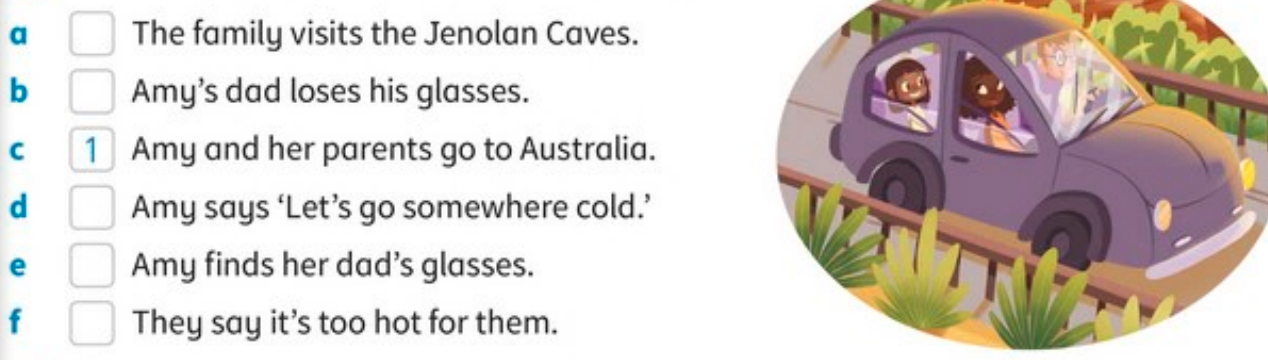 a The family visits the Jenolan Caves.
b Amy's dad loses his glasses.
c 1 Amy and her parents go to Australia.
d Amy says ‘Let's go somewhere cold.’
e Amy finds her dad's glasses.
f They say it's too hot for them.